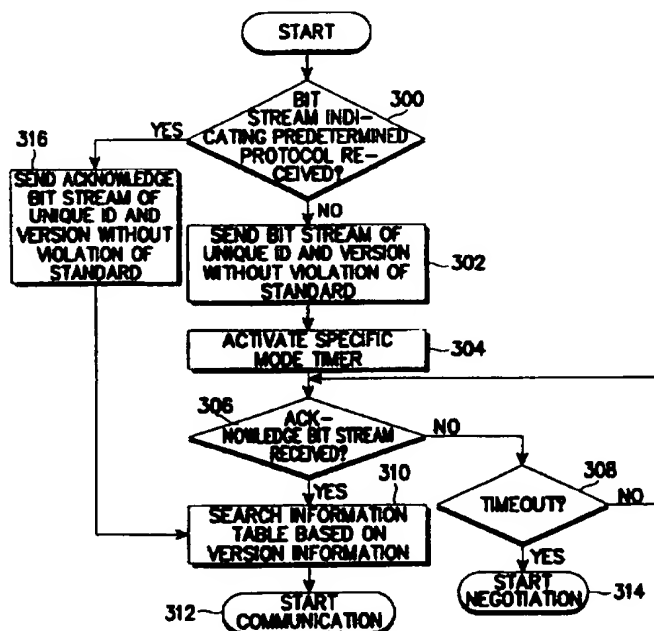 START
BIT
STREAM INDI-
CATING PREDETERMINED
PROTOCOL RE-
CEIVED?
300
YES
316
SEND ACKNOWLEDGE
BIT STREAM OF
UNIQUE ID AND
VERSION WITHOUT
VIOLATION OF
STANDARD
NO
SEND BIT STREAM OF
UNIQUE ID AND VERSION
WITHOUT VIOLATION OF
STANDARD
302
ACTIVATE SPECIFIC
MODE TIMER
304
306
ACK-
NOWLEDGE BIT STREAM
RECEIVED?
NO
308
TIMEOUT?
NO
YES
310
SEARCH INFORMATION
TABLE BASED ON
VERSION INFORMATION
YES
START
NEGOTIATION
314
312
START
COMMUNICATION